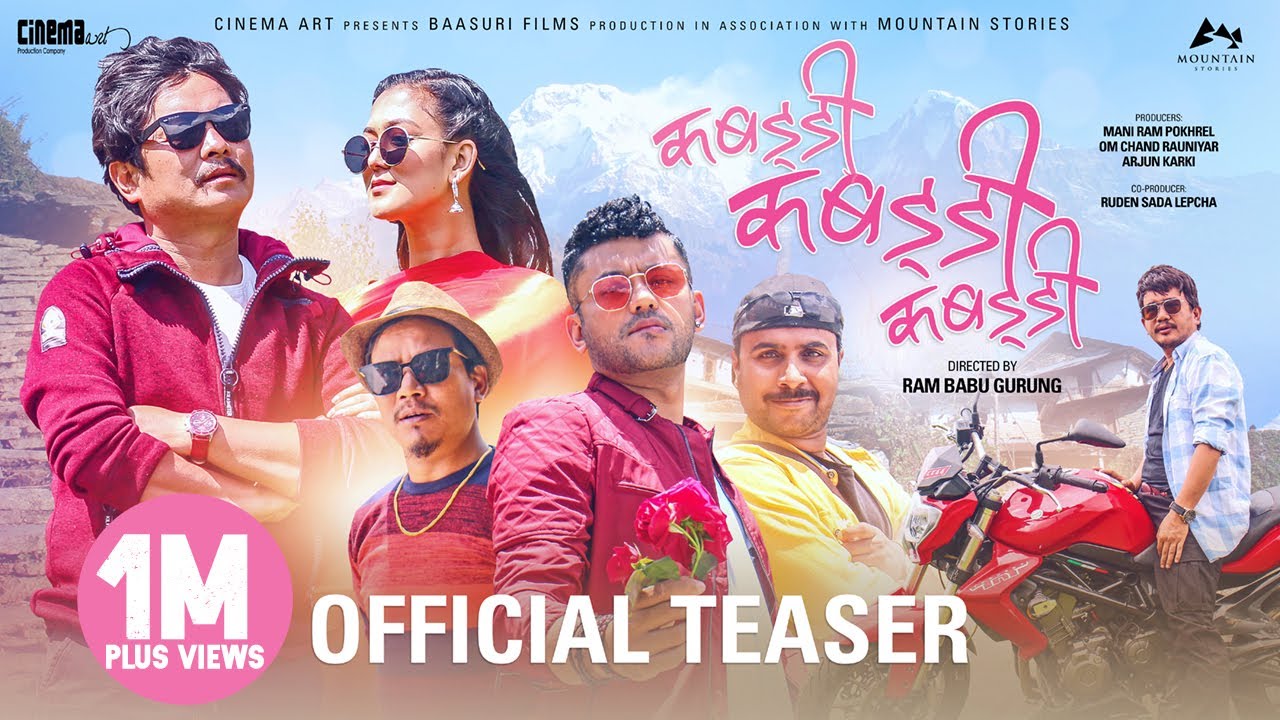 CINEMA ART PRESENTS BAASURI FILMS PRODUCTION IN ASSOCIATION WITH MOUNTAIN STORIES
cinema art
Production Company
MOUNTAIN
STORIES
कबड्डी
कबड्डी
कबड्डी
PRODUCERS:
MANI RAM POKHREL
OM CHAND RAUNIYAR
ARJUN KARKI
CO-PRODUCER:
RUDEN SADA LEPCHA
DIRECTED BY
RAM BABU GURUNG
1M
PLUS VIEWS
OFFICIAL TEASER